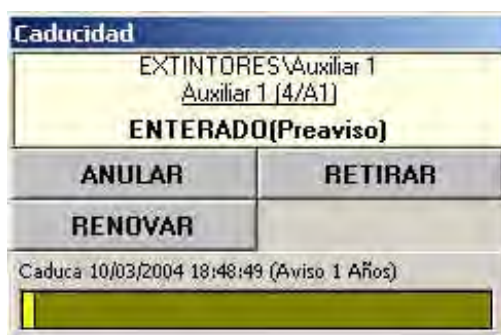 Caducidad
EXTINTORES\Auxiliar 1
Auxiliar 1 (4/A1)
ENTERADO(Preaviso)
ANULAR RETIRAR
RENOVAR
Caduca 10/03/2004 18:48:49 (Aviso 1 Años)